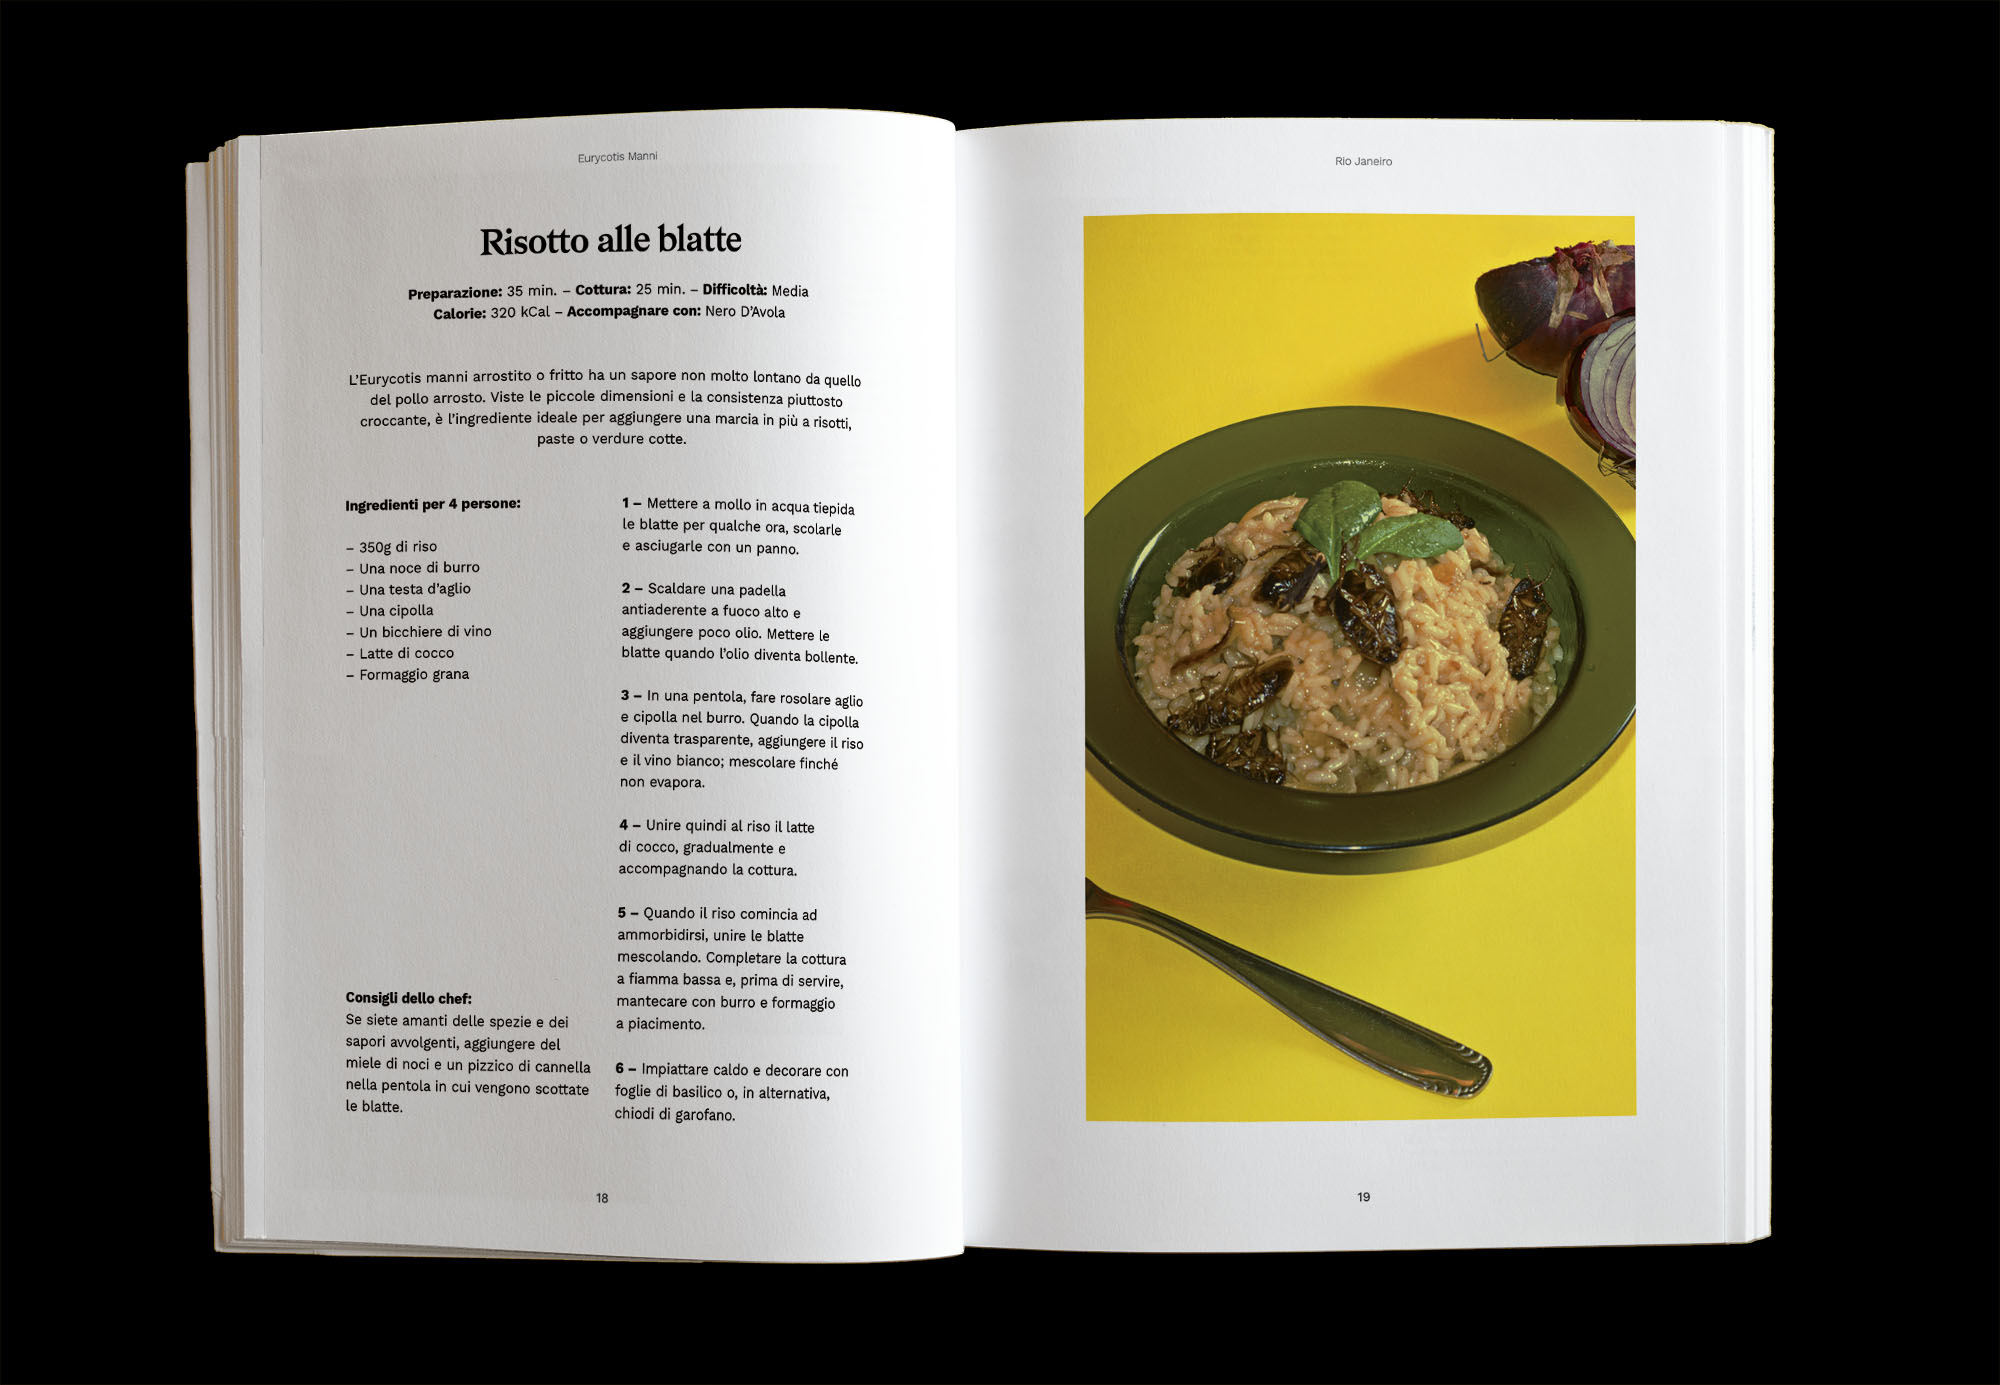 Eurycotis Manni
Risotto alle blatte
Preparazione: 35 min. – Cottura: 25 min. – Difficoltà: Media
Calorie: 320 kCal – Accompagnare con: Nero D'Avola
L'Eurycotis manni arrostito o fritto ha un sapore non molto lontano da quello
del pollo arrosto. Viste le piccole dimensioni e la consistenza piuttosto
croccante, è l'ingrediente ideale per aggiungere una marcia in più a risotti,
paste o verdure cotte.
Ingredienti per 4 persone:
– 350g di riso
– Una noce di burro
– Una testa d'aglio
– Una cipolla
– Un bicchiere di vino
– Latte di cocco
– Formaggio grana
Consigli dello chef:
Se siete amanti delle spezie e dei
sapori avvolgenti, aggiungere del
miele di noci e un pizzico di cannella
nella pentola in cui vengono scottate
le blatte.
1 – Mettere a mollo in acqua tiepida
le blatte per qualche ora, scolarle
e asciugarle con un panno.
2 – Scaldare una padella
antiaderente a fuoco alto e
aggiungere poco olio. Mettere le
blatte quando l'olio diventa bollente.
3 – In una pentola, fare rosolare aglio
e cipolla nel burro. Quando la cipolla
diventa trasparente, aggiungere il riso
e il vino bianco; mescolare finché
non evapora.
4 – Unire quindi al riso il latte
di cocco, gradualmente e
accompagnando la cottura.
5 – Quando il riso comincia ad
ammorbidirsi, unire le blatte
mescolando. Completare la cottura
a fiamma bassa e, prima di servire,
mantecare con burro e formaggio
a piacimento.
6 – Impiattare caldo e decorare con
foglie di basilico o, in alternativa,
chiodi di garofano.
18
Rio Janeiro
19